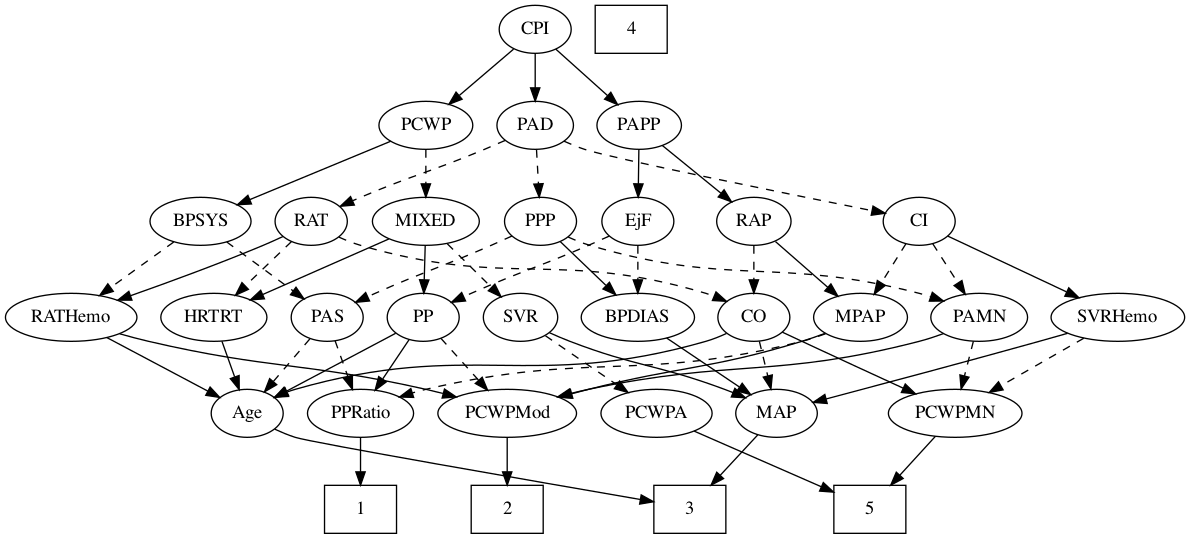 CPI
4
PCWP
PAD
PAPP
BPSYS
RAT
MIXED
PPP
EjF
RAP
CI
RATHemo
HRTRT
PAS
PP
SVR
BPDIAS
CO
MPAP
PAMN
SVRHemo
Age
PPRatio
PCWPMod
PCWPA
MAP
PCWPMN
1
2
3
5